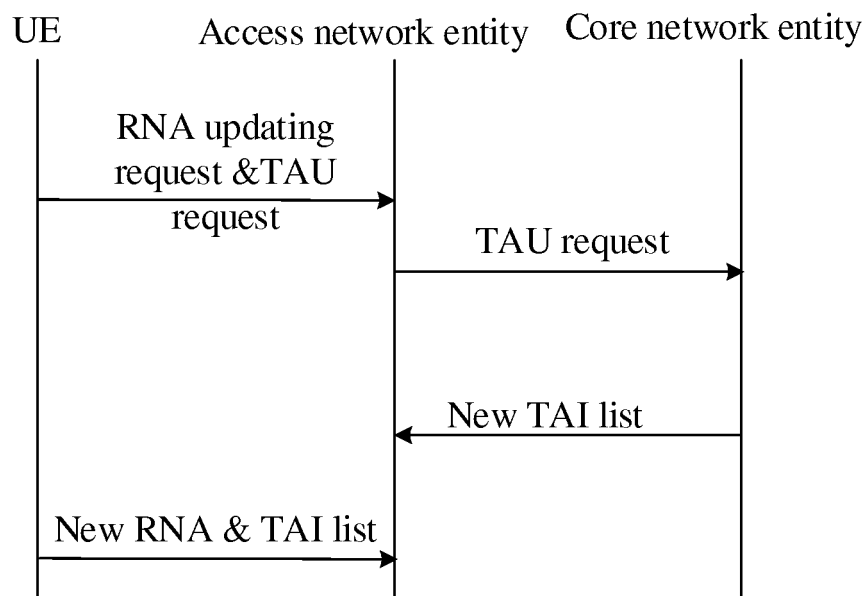 UE
Access network entity
Core network entity
RNA updating
request &TAU
request
TAU request
New TAI list
New RNA & TAI list